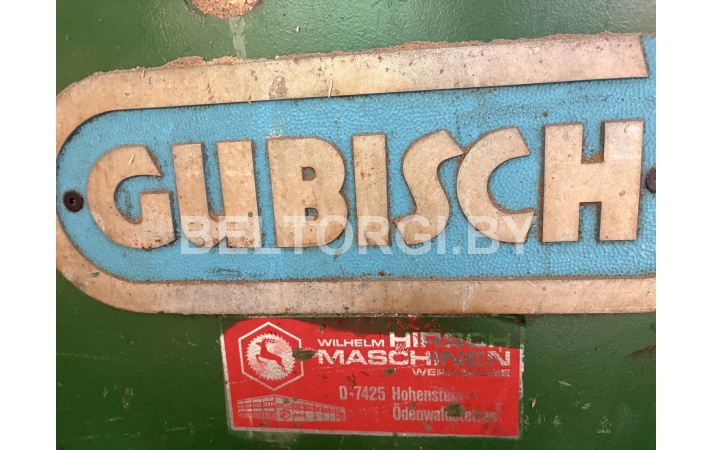 GUBISCH
BELTORGI.BY
WILHELM HIRSCH
MASCHINEN
D-7425 Hohenstein
Ödenwaldstetten